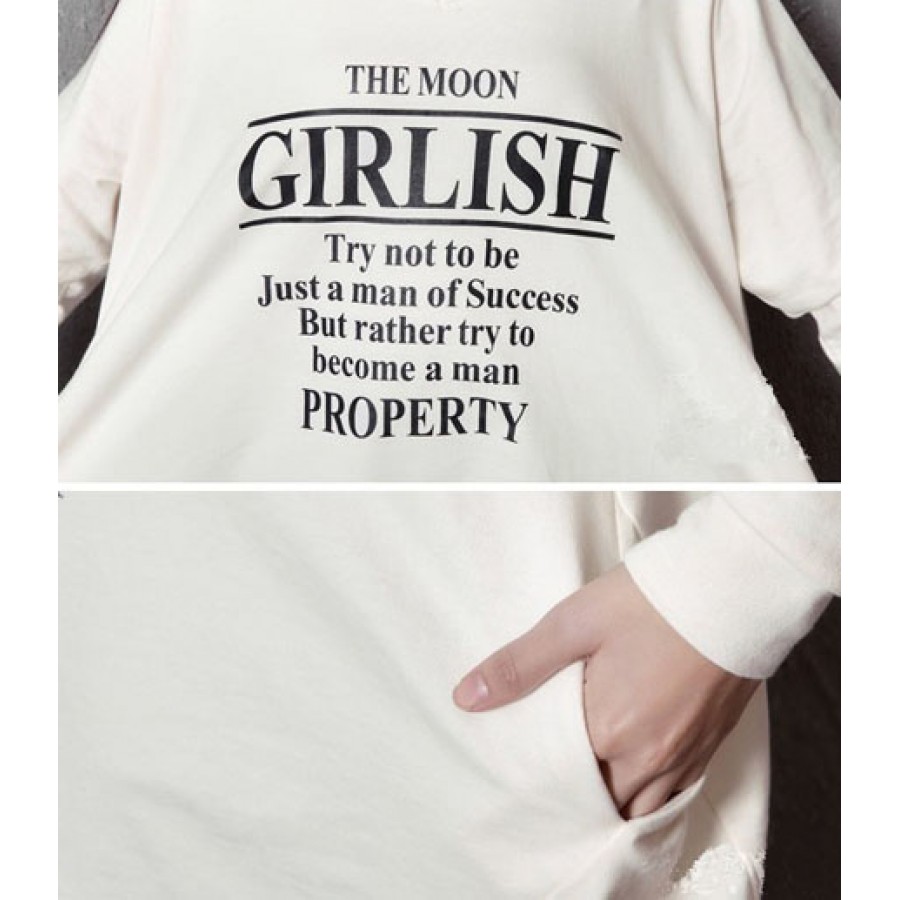 THE MOON
GIRLISH
Try not to be
Just a man of Success
But rather try to
become a man
PROPERTY